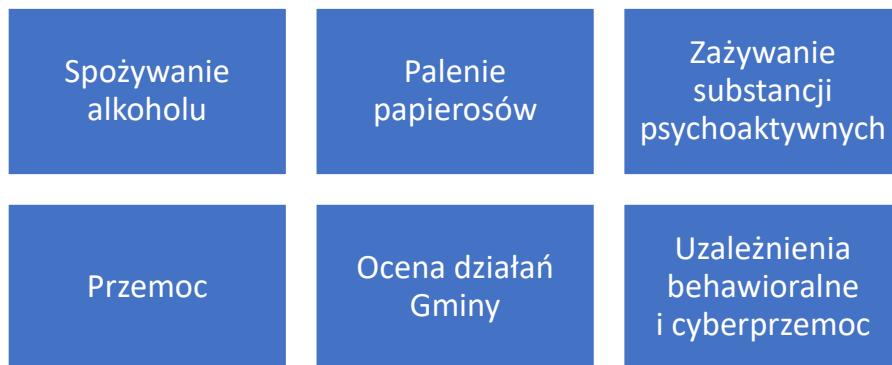 Spożywanie
alkoholu
Palenie
papierosów
Zażywanie
substancji
psychoaktywnych
Przemoc
Ocena działań
Gminy
Uzależnienia
behawioralne
i cyberprzemoc